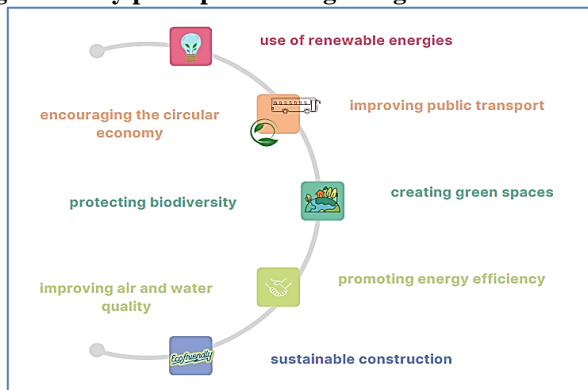 use of renewable energies
improving public transport
encouraging the circular
economy
creating green spaces
protecting biodiversity
promoting energy efficiency
improving air and water
quality
Ecofriendly
sustainable construction